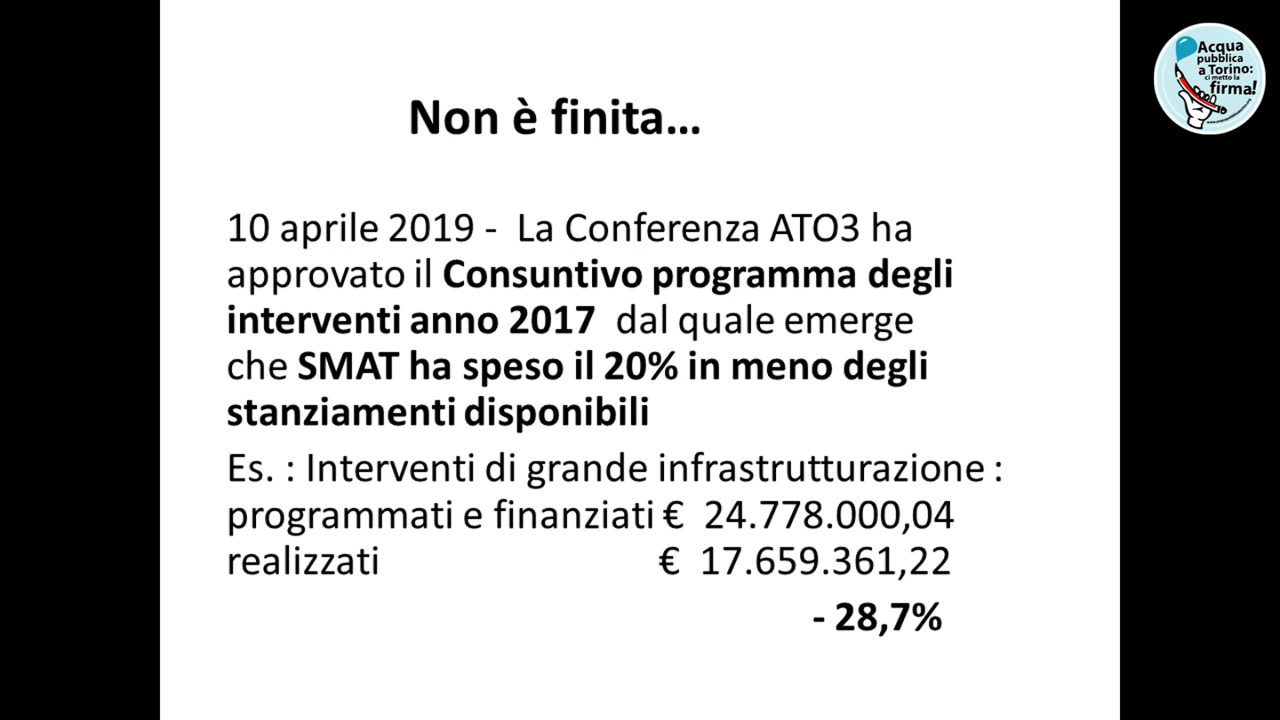 Non è finita...
10 aprile 2019 - La Conferenza ATO3 ha
approvato il Consuntivo programma degli
interventi anno 2017 dal quale emerge
che SMAT ha speso il 20% in meno degli
stanziamenti disponibili
Es. : Interventi di grande infrastrutturazione :
programmati e finanziati € 24.778.000,04
realizzati € 17.659.361,22
- 28,7%
Acqua
pubblica
a Torino:
ci metto la
firma!